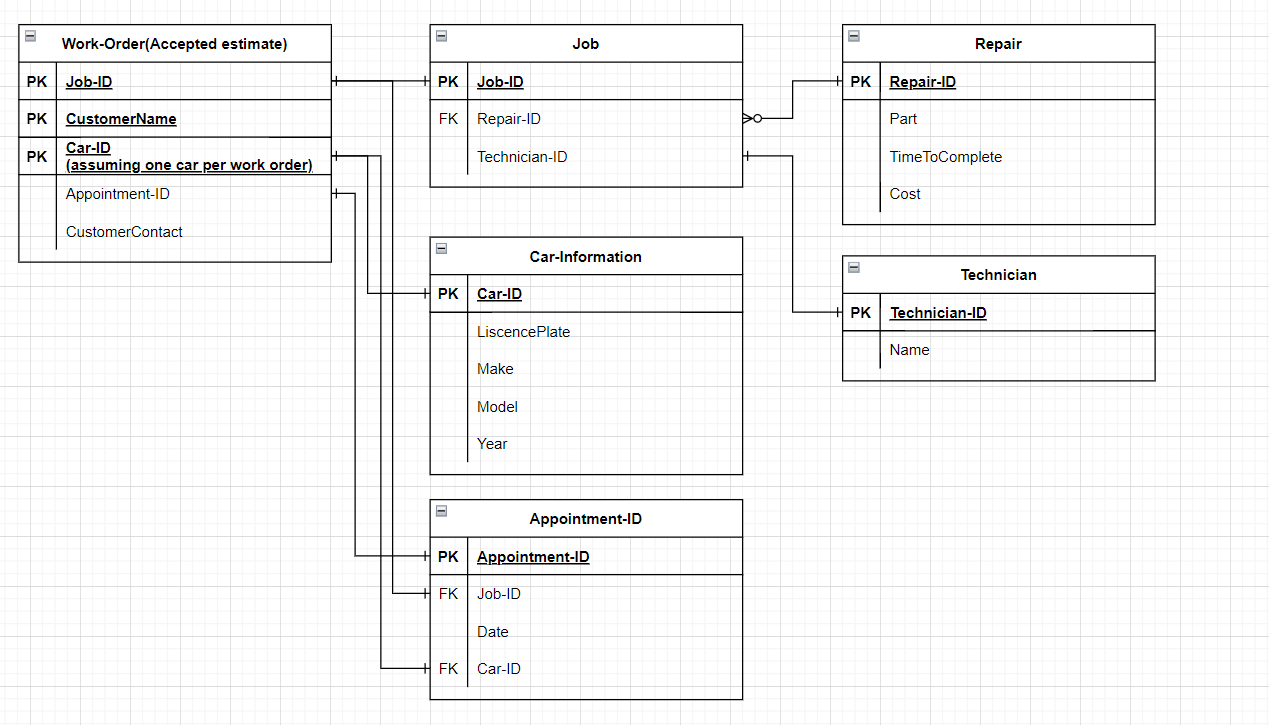 Work-Order(Accepted estimate)
PK Job-ID
PK CustomerName
PK Car-ID
(assuming one car per work order)
Appointment-ID
CustomerContact
Job
PK Job-ID
FK Repair-ID
Technician-ID
Repair
PK Repair-ID
Part
TimeToComplete
Cost
Car-Information
PK Car-ID
LiscencePlate
Make
Model
Year
Technician
PK Technician-ID
Name
Appointment-ID
PK Appointment-ID
FK Job-ID
Date
FK Car-ID